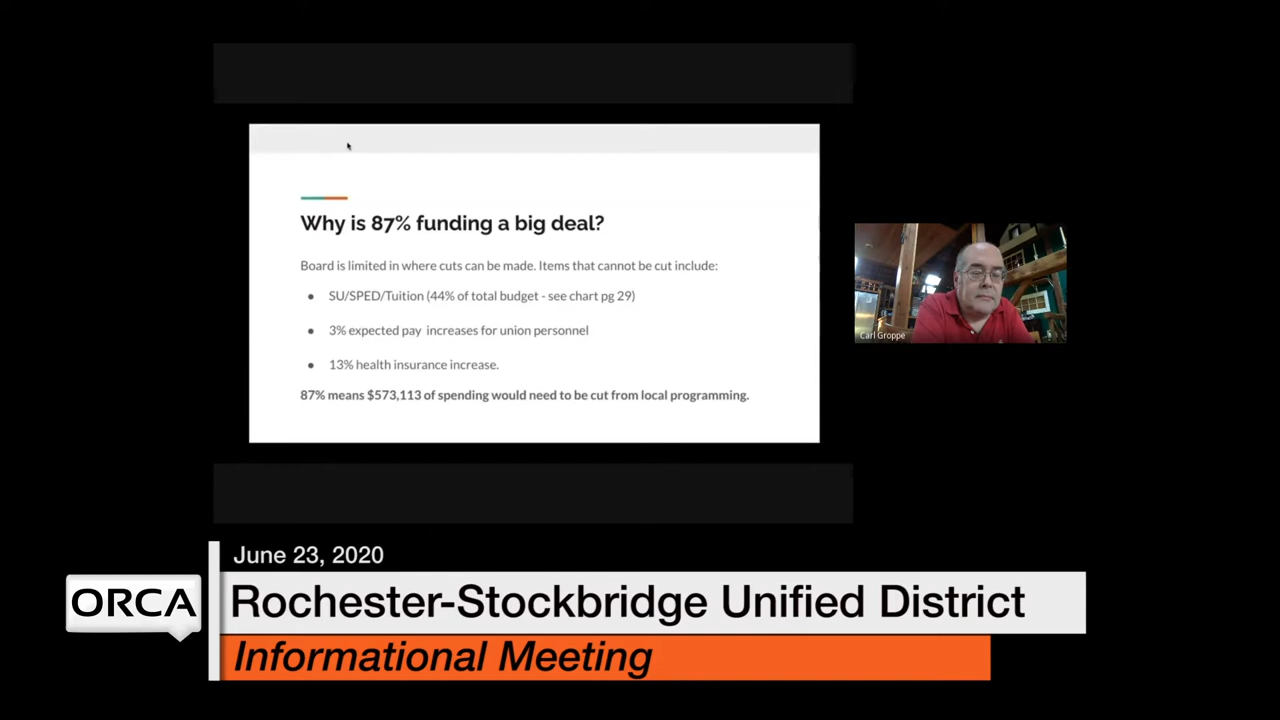 Why is 87% funding a big deal?
Board is limited in where cuts can be made. Items that cannot be cut include:
● SU/SPED/Tuition (44% of total budget - see chart pg 29)
● 3% expected pay increases for union personnel
● 13% health insurance increase.
87% means $573,113 of spending would need to be cut from local programming.
Carl Groppe
June 23, 2020
ORCA
Rochester-Stockbridge Unified District
Informational Meeting